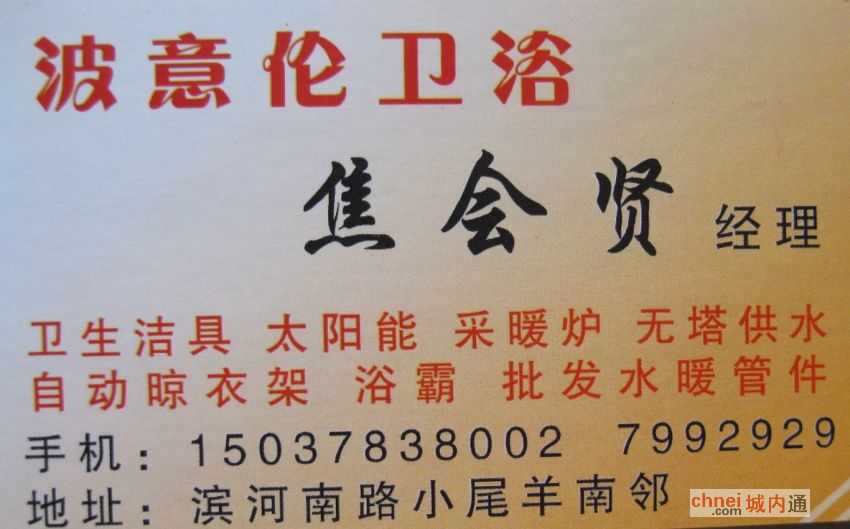 波意伦卫浴
焦会贤 经理
卫生洁具 太阳能 采暖炉 无塔供水
自动晾衣架 浴霸 批发水暖管件
手机：15037838002 7992929
地址：滨河南路小尾羊南邻
chnei.com 城内通